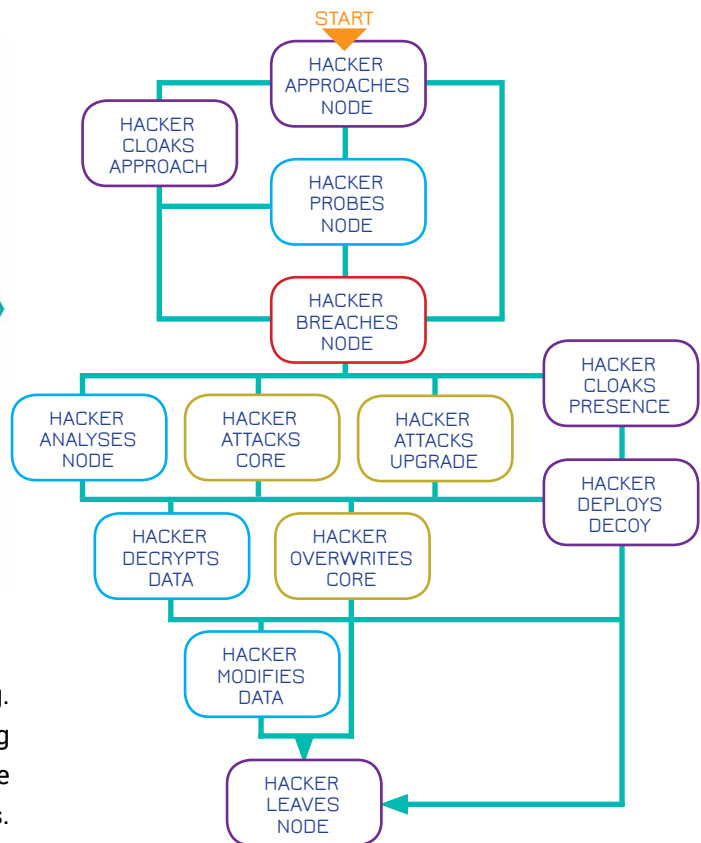 START
HACKER
APPROACHES
NODE
HACKER
CLOAKS
APPROACH
HACKER
PROBES
NODE
HACKER
BREACHES
NODE
HACKER
CLOAKS
PRESENCE
HACKER
ANALYSES
NODE
HACKER
ATTACKS
CORE
HACKER
ATTACKS
UPGRADE
HACKER
DEPLOYS
DECOY
HACKER
DECRYPTS
DATA
HACKER
OVERWRITES
CORE
HACKER
MODIFIES
DATA
HACKER
LEAVES
NODE